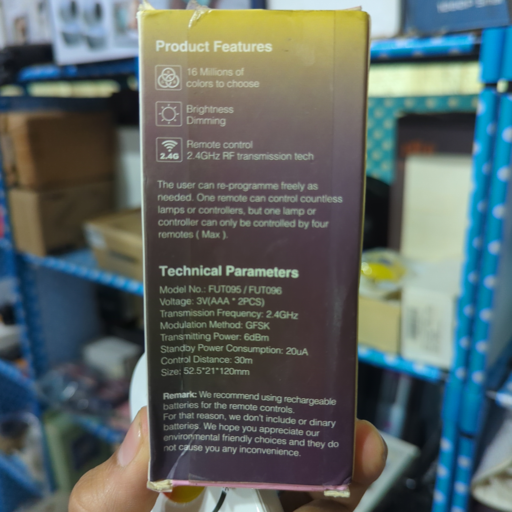 Product Features
16 Millions of
colors to choose
Brightness
Dimming
2.4G
Remote control
2.4GHz RF transmission tech
The user can re-programme freely as
needed. One remote can control countless
lamps or controllers, but one lamp or
controller can only be controlled by four
remotes ( Max ).
Technical Parameters
Model No.: FUT095 / FUT096
Voltage: 3V(AAA * 2PCS)
Transmission Frequency: 2.4GHz
Modulation Method: GFSK
Transmitting Power: 6dBm
Standby Power Consumption: 20uA
Control Distance: 30m
Size: 52.5*21*120mm
Remark: We recommend using rechargeable
batteries for the remote controls.
For that reason, we don't include or dinary
batteries. We hope you appreciate our
environmental friendly choices and they do
not cause you any inconvenience.